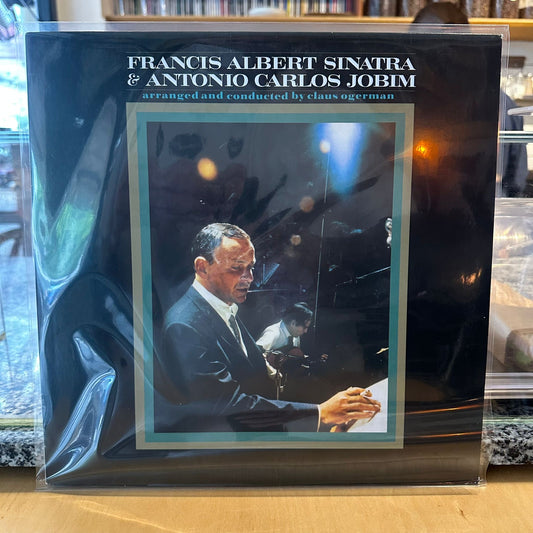 FRANCIS ALBERT SINATRA
& ANTONIO CARLOS JOBIM
arranged and conducted by claus ogerman